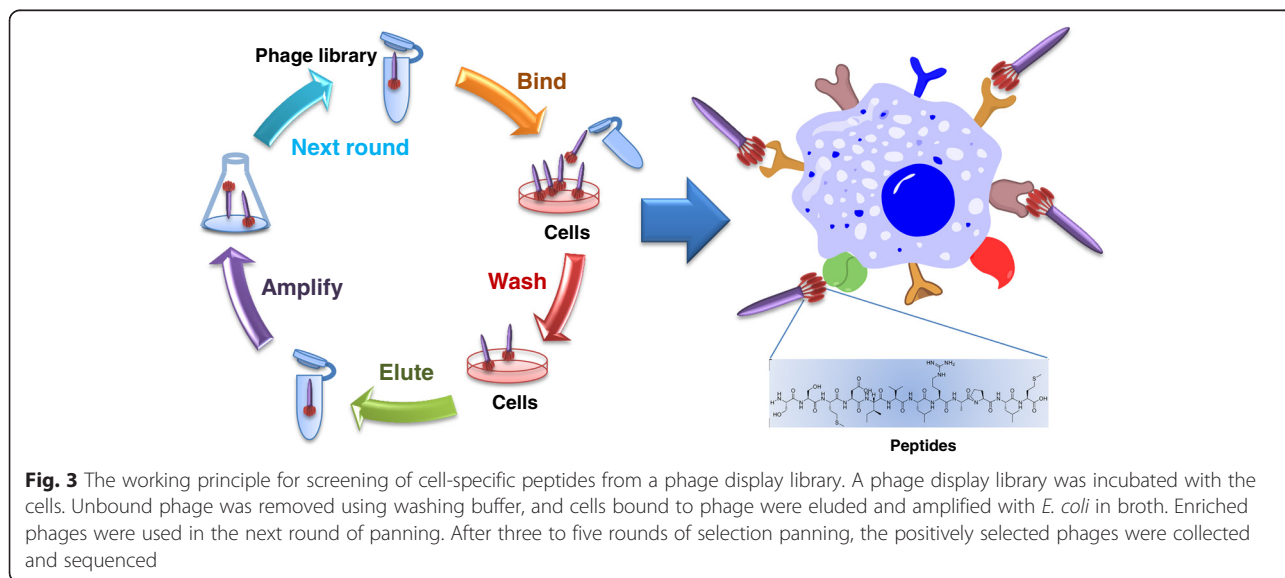 Phage library
Bind
Next round
Cells
Wash
Amplify
Elute
Cells
Peptides
Fig. 3 The working principle for screening of cell-specific peptides from a phage display library. A phage display library was incubated with the
cells. Unbound phage was removed using washing buffer, and cells bound to phage were eluded and amplified with E. coli in broth. Enriched
phages were used in the next round of panning. After three to five rounds of selection panning, the positively selected phages were collected
and sequenced